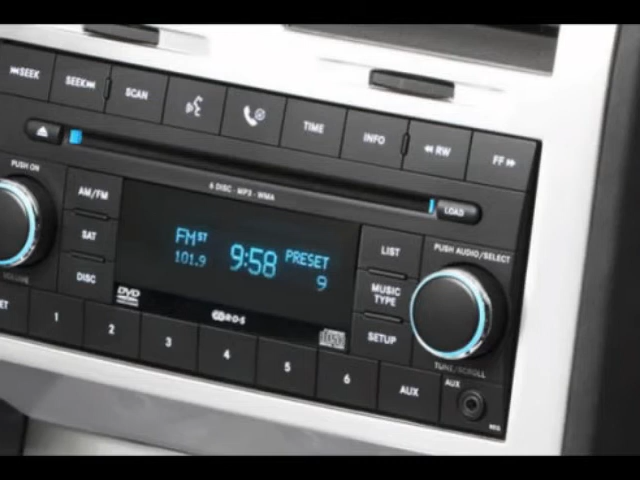 SEEK
SEEK
SCAN
TIME
INFO
RW
FF
PUSH ON
AM/FM
6 DISC - MP3 - WMA
LOAD
SAT
DISC
FM ST
101.9
9:58
PRESET
9
LIST
MUSIC
TYPE
SETUP
PUSH AUDIO/SELECT
TUNE/SCROLL
DVD
1
2
3
4
5
6
AUX
AUX